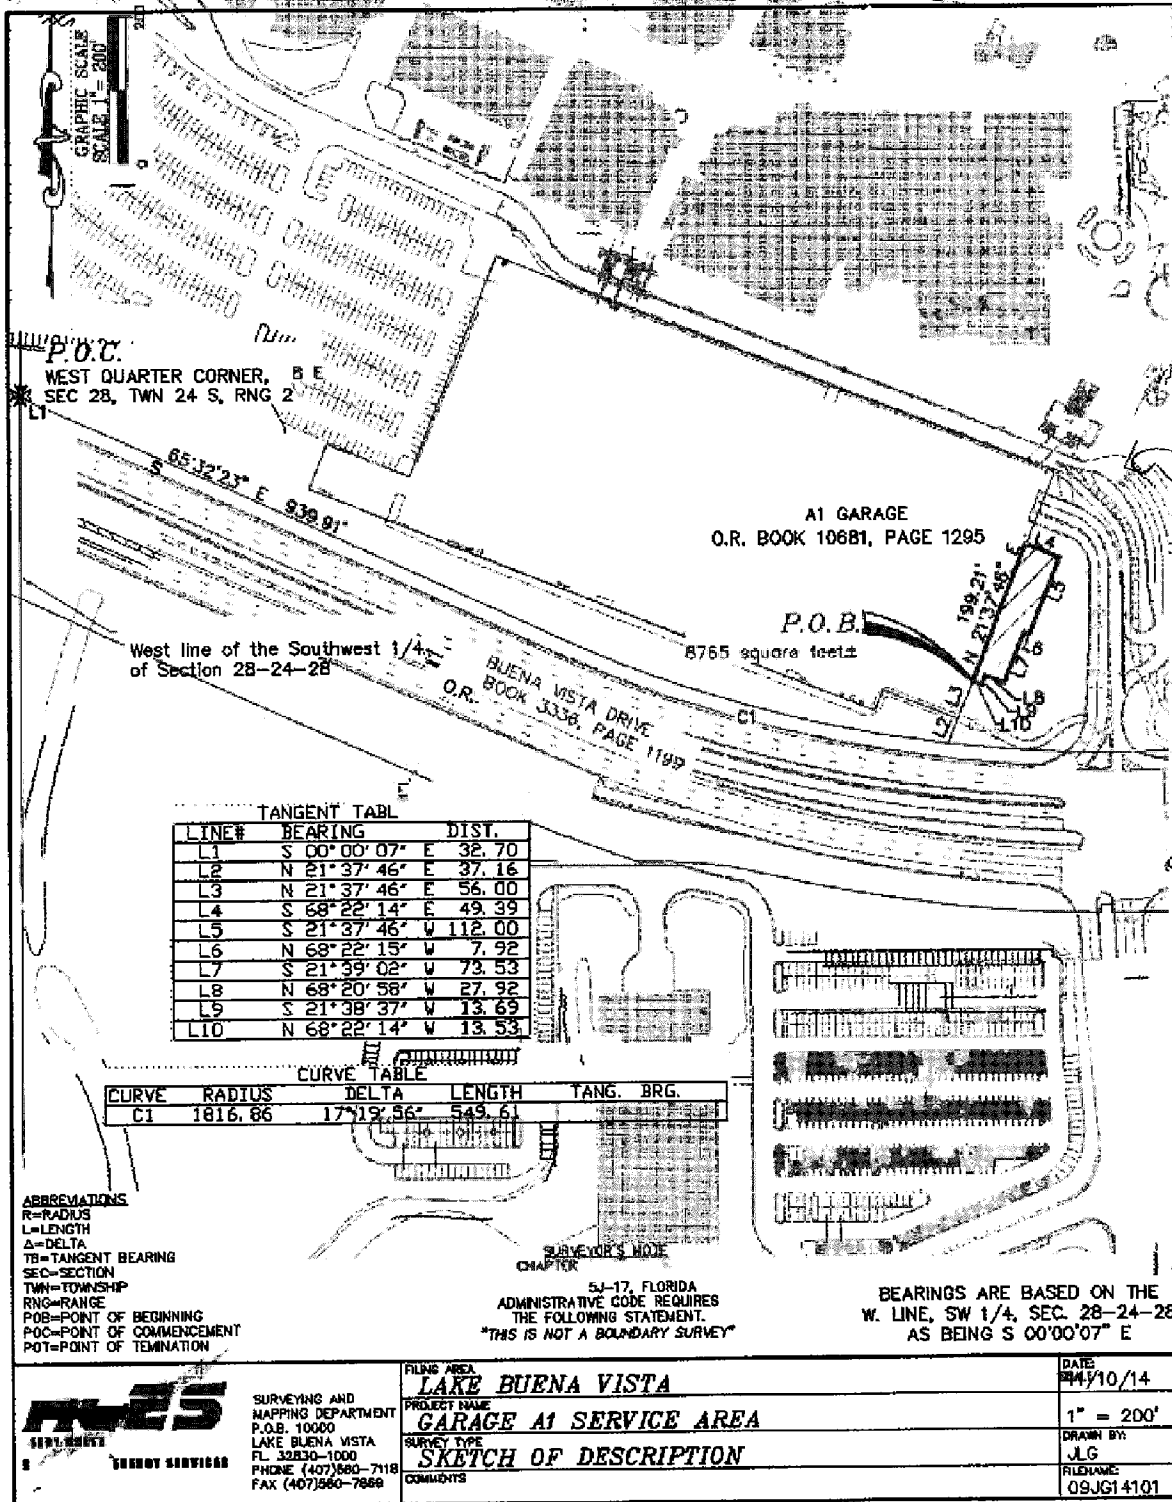 GRAPHIC SCALE
SCALE 1" = 200'
0
200
P.O.C.
WEST QUARTER CORNER, 8 E
SEC 28, TWN 24 S, RNG 2
L1
S 65°32'23" E 939.91'
A1 GARAGE
O.R. BOOK 10681, PAGE 1295
E L4
199.21'
N 21°37'46"
L5
P.O.B.
8765 square feet±
L6
L7
L8
L9
L10
L2 L3
West line of the Southwest 1/4
of Section 28-24-28
BUENA VISTA DRIVE
O.R. BOOK 3336, PAGE 1199
C1
TANGENT TABL
LINE# BEARING DIST.
L1 S 00°00'07" E 32.70
L2 N 21°37'46" E 37.16
L3 N 21°37'46" E 56.00
L4 S 68°22'14" E 49.39
L5 S 21°37'46" W 112.00
L6 N 68°22'15" W 7.92
L7 S 21°39'02" W 73.53
L8 N 68°20'58" W 27.92
L9 S 21°38'37" W 13.69
L10 N 68°22'14" W 13.53
CURVE TABLE
CURVE RADIUS DELTA LENGTH TANG. BRG.
C1 1816.86 17°19'56" 549.61
ABBREVIATIONS
R=RADIUS
L=LENGTH
Δ=DELTA
TB=TANGENT BEARING
SEC=SECTION
TWN=TOWNSHIP
RNG=RANGE
POB=POINT OF BEGINNING
POC=POINT OF COMMENCEMENT
POT=POINT OF TEMINATION
SURVEYOR'S NOTE
CHAPTER
5J-17, FLORIDA
ADMINISTRATIVE CODE REQUIRES
THE FOLLOWING STATEMENT.
"THIS IS NOT A BOUNDARY SURVEY"
BEARINGS ARE BASED ON THE
W. LINE, SW 1/4, SEC. 28-24-28
AS BEING S 00°00'07" E
ENERGY SERVICES
SURVEYING AND
MAPPING DEPARTMENT
P.O.B. 10000
LAKE BUENA VISTA
FL 32830-1000
PHONE (407)560-7118
FAX (407)560-7859
FILING AREA
LAKE BUENA VISTA
PROJECT NAME
GARAGE A1 SERVICE AREA
SURVEY TYPE
SKETCH OF DESCRIPTION
COMMENTS
DATE:
/10/14
1" = 200'
DRAWN BY:
JLG
FILENAME:
09JG14101